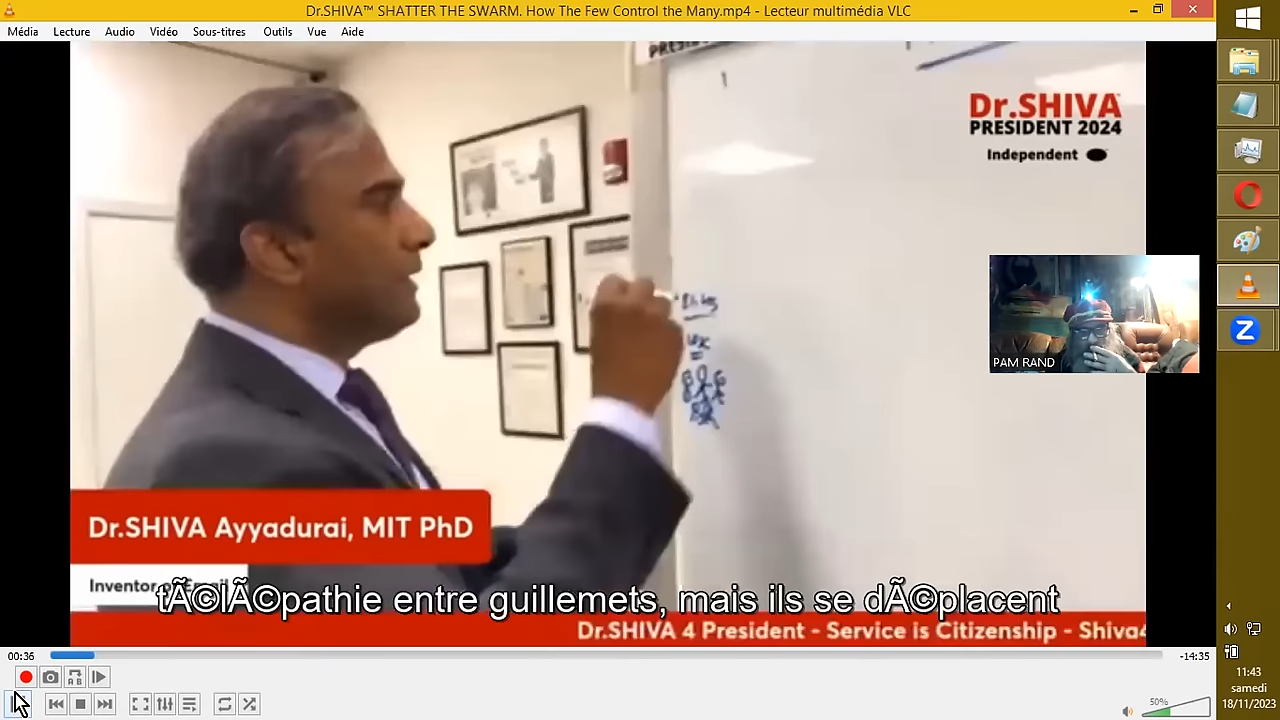 Dr.SHIVA™ SHATTER THE SWARM. How The Few Control the Many.mp4 - Lecteur multimédia VLC
Média Lecture Audio Vidéo Sous-titres Outils Vue Aide
Dr.SHIVA
PRESIDENT 2024
Independent
PAM RAND
Dr.SHIVA Ayyadurai, MIT PhD
Inventor of Email
tÃ©lÃ©pathie entre guillemets, mais ils se dÃ©placent
Dr.SHIVA 4 President - Service is Citizenship - Shiva4
00:36
-14:35
50%
11:43
samedi
18/11/2023